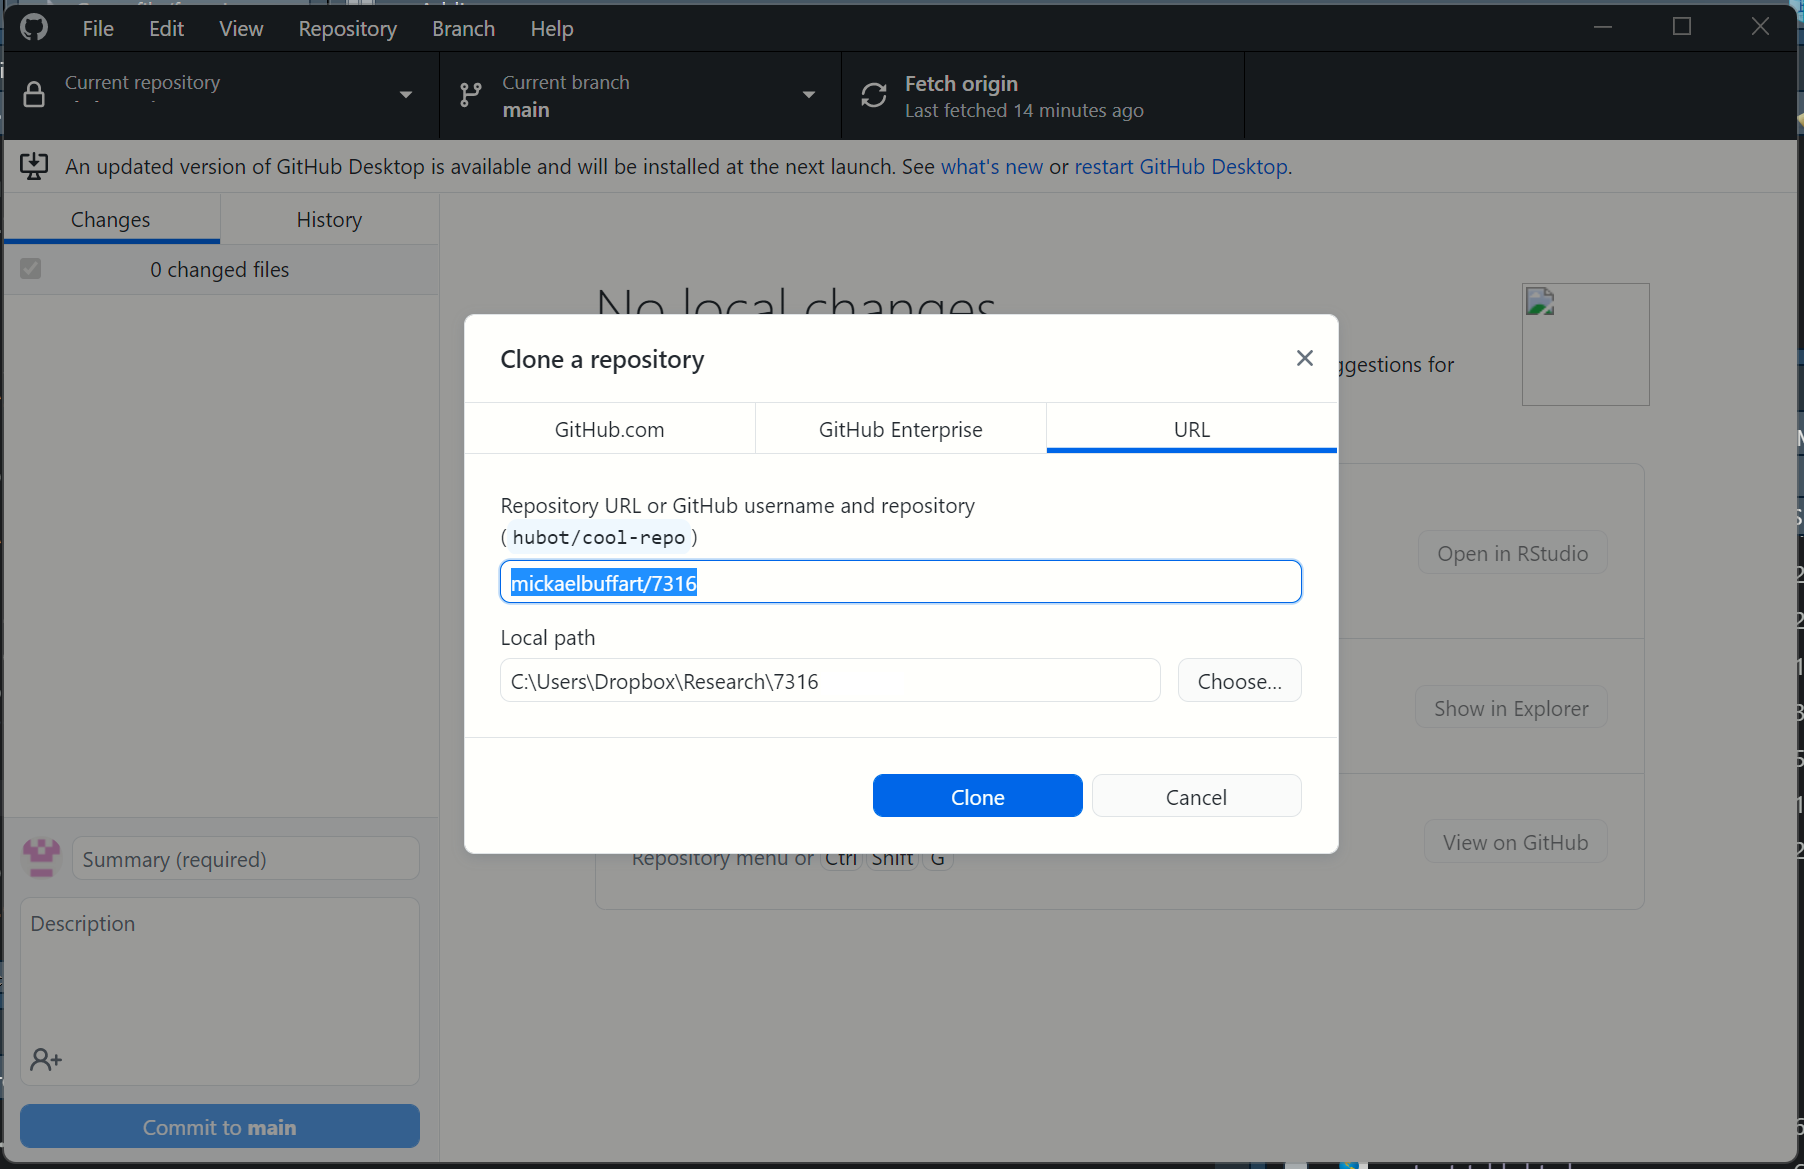 File Edit View Repository Branch Help
Current repository
Current branch
main
Fetch origin
Last fetched 14 minutes ago
An updated version of GitHub Desktop is available and will be installed at the next launch. See what's new or restart GitHub Desktop.
Changes
History
0 changed files
No local changes
ggestions for
Clone a repository
GitHub.com
GitHub Enterprise
URL
Repository URL or GitHub username and repository
(hubot/cool-repo)
mickaelbuffart/7316
Local path
C:\Users\Dropbox\Research\7316
Choose...
Clone
Cancel
Open in RStudio
Show in Explorer
View on GitHub
Repository menu or Ctrl Shift G
Summary (required)
Description
Commit to main